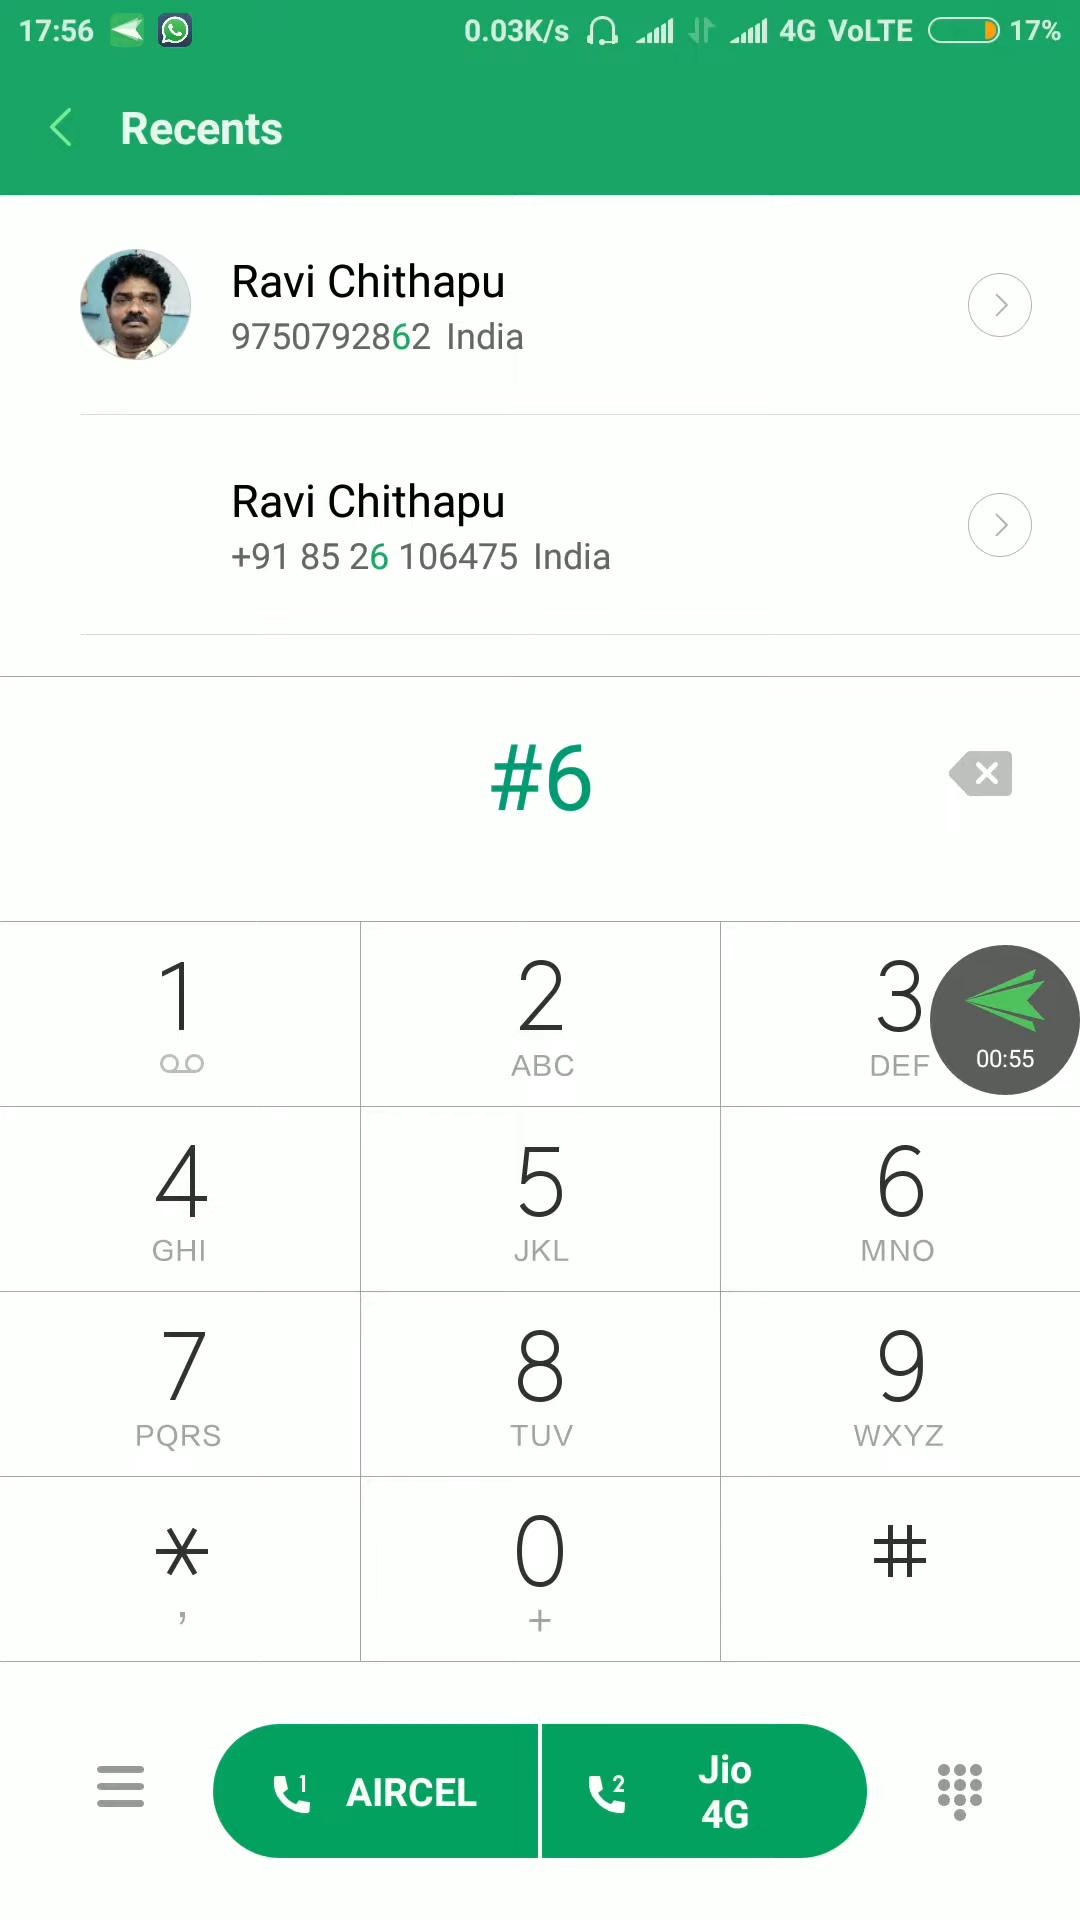 17:56 0.03K/s 4G VoLTE 17%
Recents
Ravi Chithapu
9750792862 India
Ravi Chithapu
+91 85 26 106475 India
#6
1 2 3
ABC DEF
00:55
4 5 6
GHI JKL MNO
7 8 9
PQRS TUV WXYZ
* 0 #
, +
1 AIRCEL 2 Jio
4G